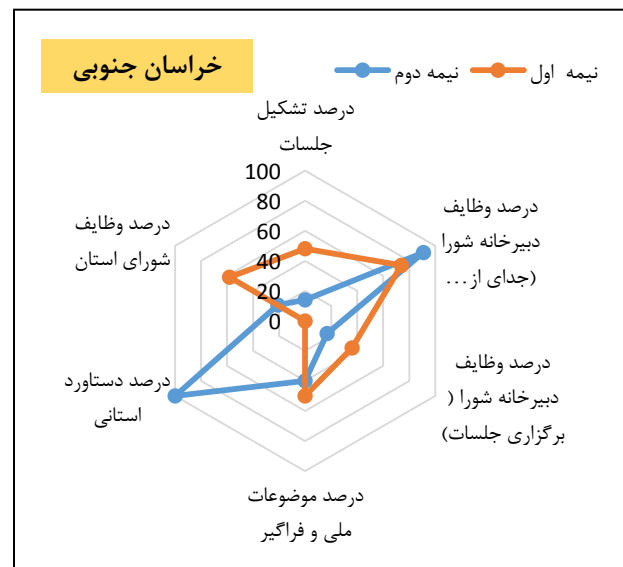 خراسان جنوبی
نیمه اول
نیمه دوم
درصد تشکیل
جلسات
100
80
60
40
20
0
درصد وظایف
دبیرخانه شورا
(جدای از...
درصد وظایف
دبیرخانه شورا (
برگزاری جلسات)
درصد موضوعات
ملی و فراگیر
درصد دستاورد
استانی
درصد وظایف
شورای استان